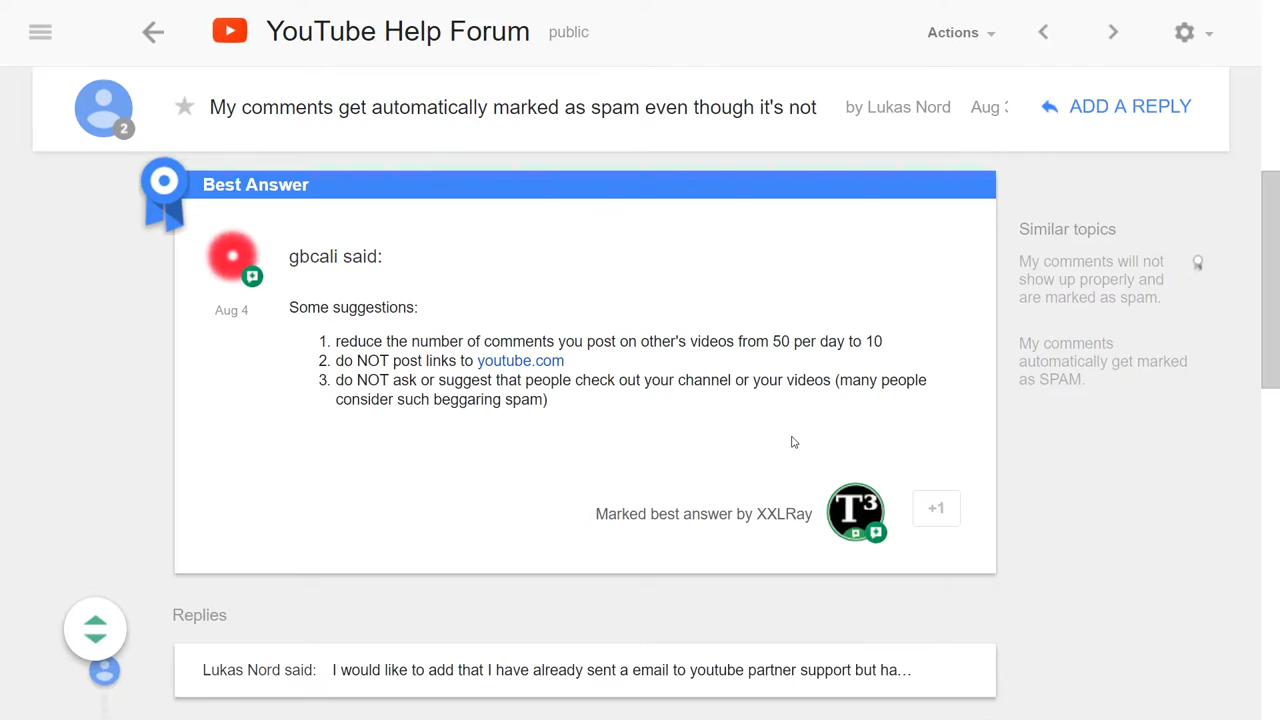 YouTube Help Forum public
Actions
My comments get automatically marked as spam even though it's not
by Lukas Nord Aug
ADD A REPLY
2
Best Answer
gbcali said:
Aug 4
Some suggestions:
1. reduce the number of comments you post on other's videos from 50 per day to 10
2. do NOT post links to youtube.com
3. do NOT ask or suggest that people check out your channel or your videos (many people
consider such beggaring spam)
Marked best answer by XXLRay
T3
+1
Similar topics
My comments will not
show up properly and
are marked as spam.
My comments
automatically get marked
as SPAM.
Replies
Lukas Nord said: I would like to add that I have already sent a email to youtube partner support but ha…